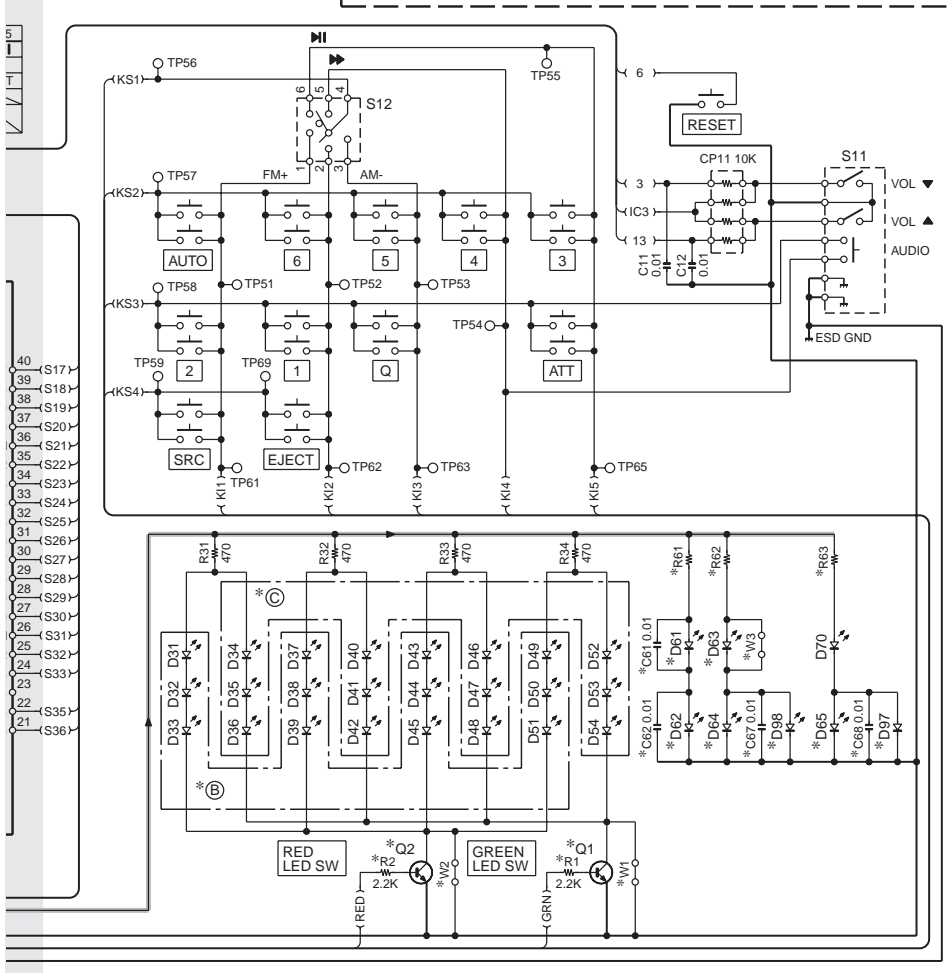 5
T
TP56
KS1
TP55
6 5 4
S12
1 2 3
FM+
AM-
6
RESET
CP11 10K
S11
TP57
KS2
AUTO
6
5
4
3
3
IC3
13
C11 0.01
C12 0.01
VOL ▼
VOL ▲
AUDIO
ESD GND
TP58
TP51
TP52
TP53
KS3
TP54
TP59
2
TP69
1
Q
ATT
KS4
SRC
EJECT
TP61
TP62
TP63
TP65
KI1
KI2
KI3
KI4
KI5
40 S17
39 S18
38 S19
37 S20
36 S21
35 S22
34 S23
33 S24
32 S25
31 S26
30 S27
29 S28
28 S29
27 S30
26 S31
25 S32
24 S33
23
22 S35
21 S36
R31 470
R32 470
R33 470
R34 470
*R61
*R62
*R63
*Ⓒ
D31
D34
D37
D40
D43
D46
D49
D52
D32
D35
D38
D41
D44
D47
D50
D53
D33
D36
D39
D42
D45
D48
D51
D54
*C61 0.01
*D61
*D63
*W3
D70
*C62 0.01
*D62
*D64
*C67 0.01
*D98
*D65
*C68 0.01
*D97
*Ⓑ
RED
LED SW
*Q2
*R2
2.2K
*W2
RED
GREEN
LED SW
*Q1
*R1
2.2K
*W1
GRN